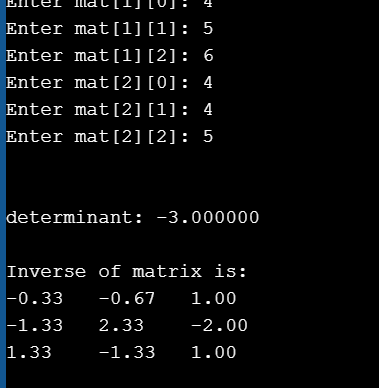 Enter mat[1][0]: 4
Enter mat[1][1]: 5
Enter mat[1][2]: 6
Enter mat[2][0]: 4
Enter mat[2][1]: 4
Enter mat[2][2]: 5
determinant: -3.000000
Inverse of matrix is:
-0.33 -0.67 1.00
-1.33 2.33 -2.00
1.33 -1.33 1.00